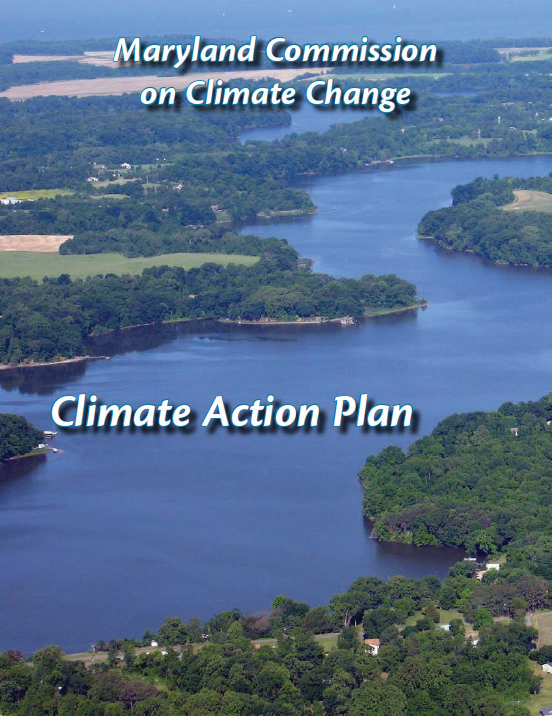 Maryland Commission
on Climate Change
Climate Action Plan